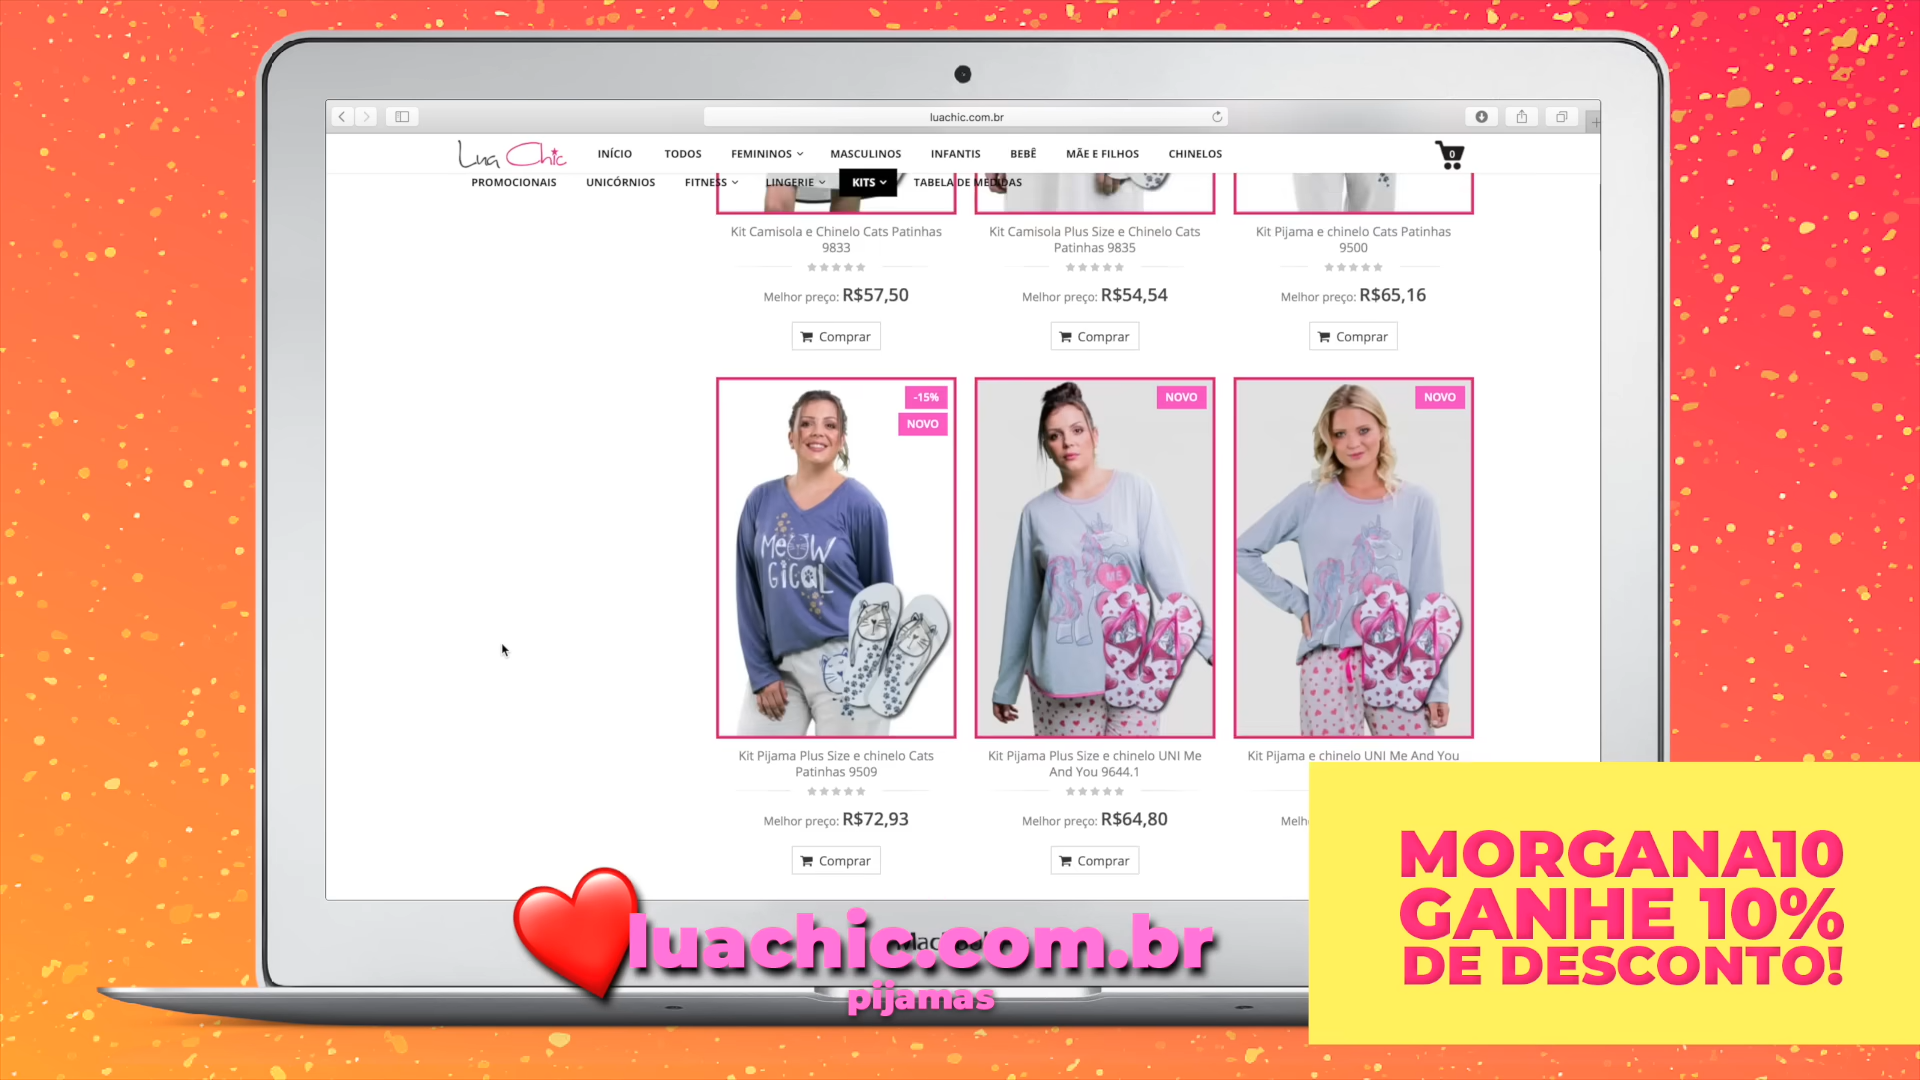 luachic.com.br
Lua Chic
INÍCIO TODOS FEMININOS MASCULINOS INFANTIS BEBÊ MÃE E FILHOS CHINELOS
0
PROMOCIONAIS UNICÓRNIOS FITNESS LINGERIE KITS TABELA DE MEDIDAS
Kit Camisola e Chinelo Cats Patinhas
9833
Melhor preço: R$57,50
Comprar
Kit Camisola Plus Size e Chinelo Cats
Patinhas 9835
Melhor preço: R$54,54
Comprar
Kit Pijama e chinelo Cats Patinhas
9500
Melhor preço: R$65,16
Comprar
-15%
NOVO
MeOW
GiCaL
Kit Pijama Plus Size e chinelo Cats
Patinhas 9509
Melhor preço: R$72,93
Comprar
NOVO
ME
Kit Pijama Plus Size e chinelo UNI Me
And You 9644.1
Melhor preço: R$64,80
Comprar
NOVO
Kit Pijama e chinelo UNI Me And You
luachic.com.br
pijamas
MORGANA10
GANHE 10%
DE DESCONTO!